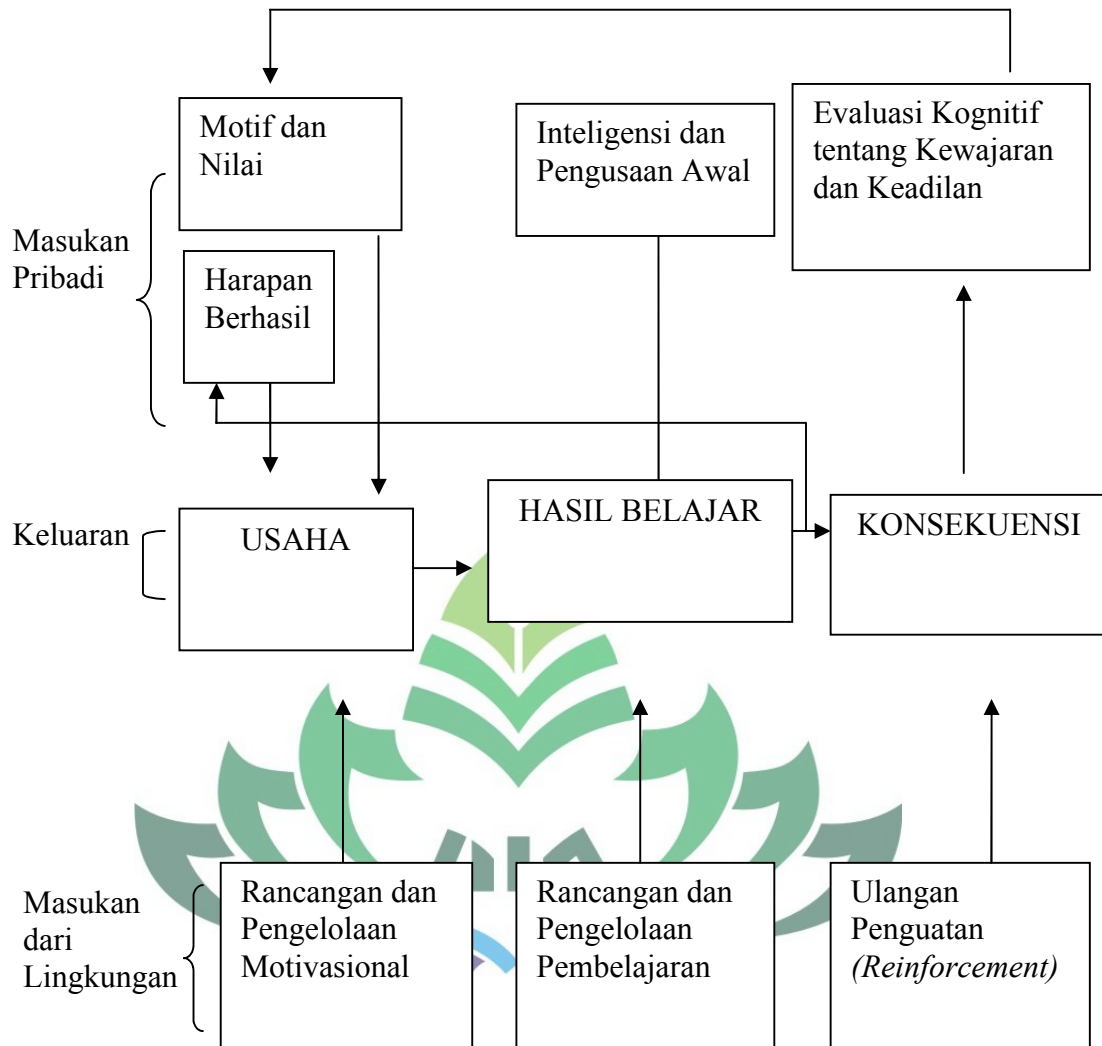 Motif dan
Nilai
Inteligensi dan
Pengusaan Awal
Evaluasi Kognitif
tentang Kewajaran
dan Keadilan
Masukan
Pribadi
Harapan
Berhasil
Keluaran
USAHA
HASIL BELAJAR
KONSEKUENSI
Masukan
dari
Lingkungan
Rancangan dan
Pengelolaan
Motivasional
Rancangan dan
Pengelolaan
Pembelajaran
Ulangan
Penguatan
(Reinforcement)